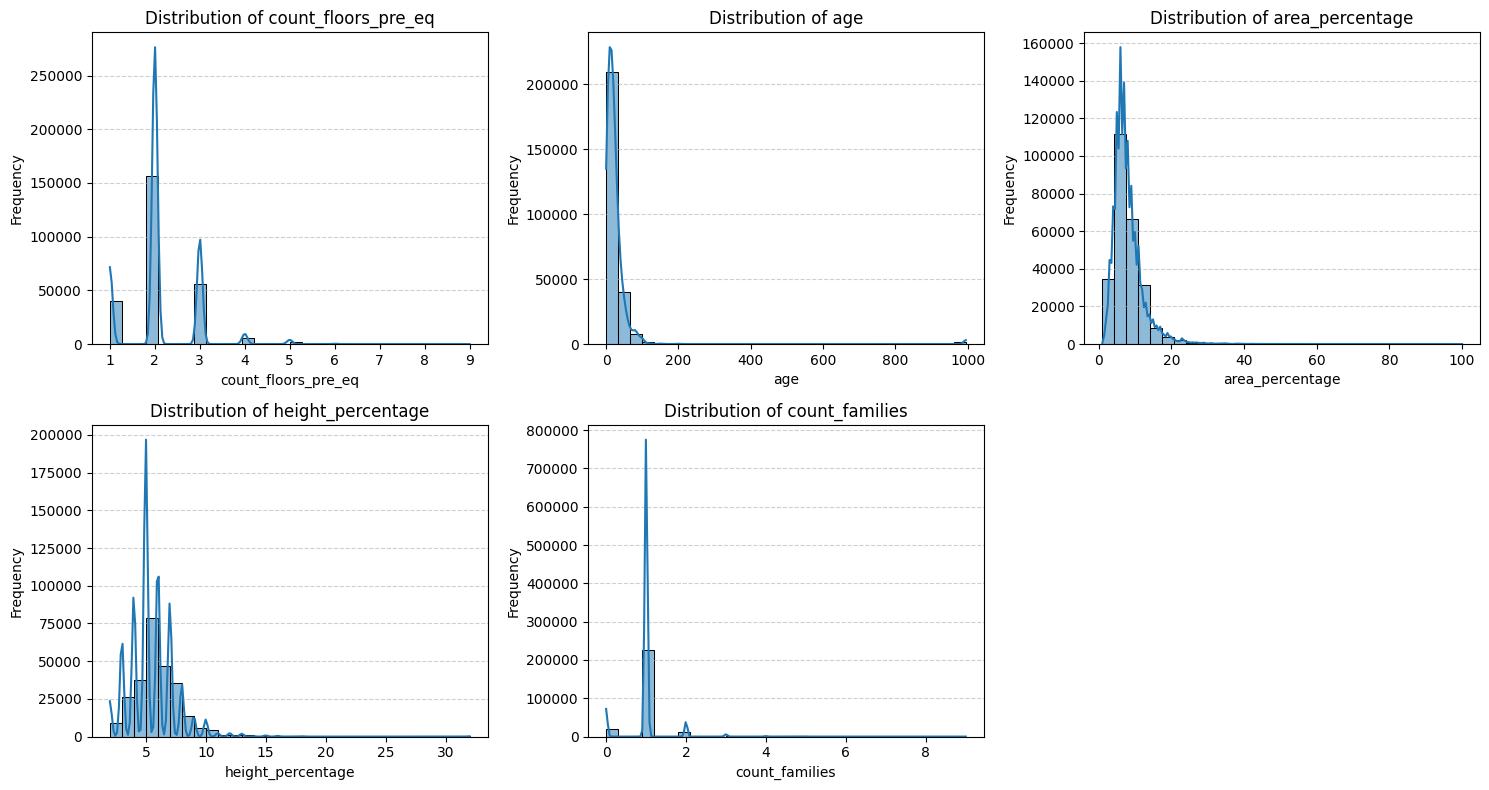 Distribution of count_floors_pre_eq
250000
200000
150000
100000
50000
0
Frequency
1 2 3 4 5 6 7 8 9
count_floors_pre_eq
Distribution of age
200000
150000
100000
50000
0
Frequency
0 200 400 600 800 1000
age
Distribution of area_percentage
160000
140000
120000
100000
80000
60000
40000
20000
0
Frequency
0 20 40 60 80 100
area_percentage
Distribution of height_percentage
200000
175000
150000
125000
100000
75000
50000
25000
0
Frequency
5 10 15 20 25 30
height_percentage
Distribution of count_families
800000
700000
600000
500000
400000
300000
200000
100000
0
Frequency
0 2 4 6 8
count_families